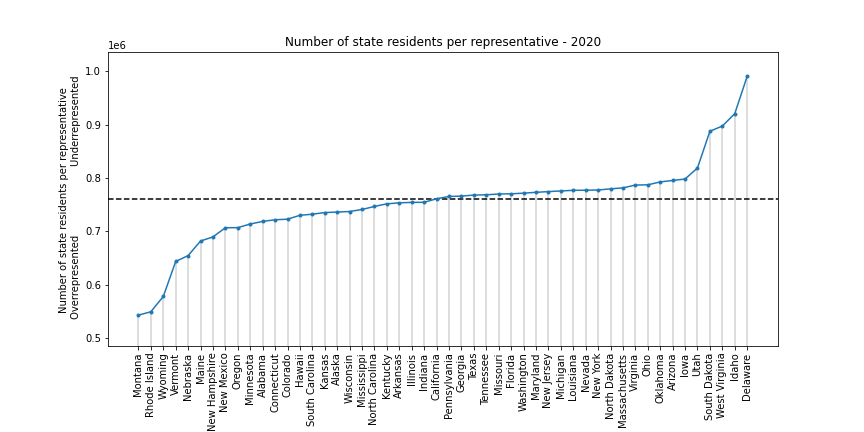 Number of state residents per representative - 2020
1e6
1.0
0.9
0.8
0.7
0.6
0.5
Number of state residents per representative
Overrepresented Underrepresented
Montana
Rhode Island
Wyoming
Vermont
Nebraska
Maine
New Hampshire
New Mexico
Oregon
Minnesota
Alabama
Connecticut
Colorado
Hawaii
South Carolina
Kansas
Alaska
Wisconsin
Mississippi
North Carolina
Kentucky
Arkansas
Illinois
Indiana
California
Pennsylvania
Georgia
Texas
Tennessee
Missouri
Florida
Washington
Maryland
New Jersey
Michigan
Louisiana
Nevada
New York
North Dakota
Massachusetts
Virginia
Ohio
Oklahoma
Arizona
Iowa
Utah
South Dakota
West Virginia
Idaho
Delaware